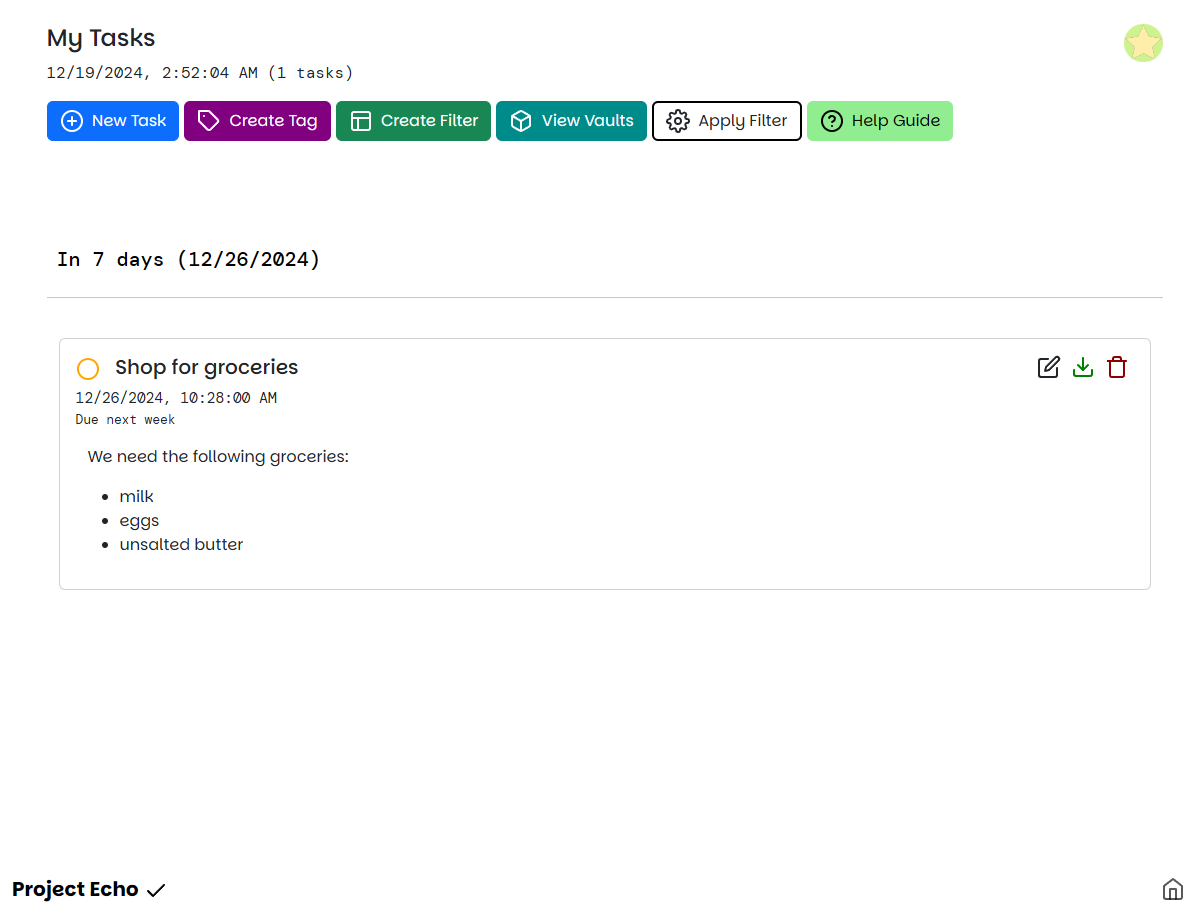 My Tasks
12/19/2024, 2:52:04 AM (1 tasks)
New Task Create Tag Create Filter View Vaults Apply Filter Help Guide
In 7 days (12/26/2024)
Shop for groceries
12/26/2024, 10:28:00 AM
Due next week
We need the following groceries:
milk
eggs
unsalted butter
Project Echo